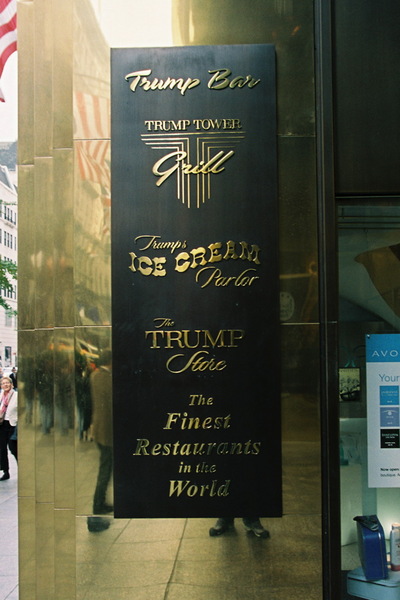 Trump Bar
TRUMP TOWER
Grill
Trump's
ICE CREAM
Parlor
The
TRUMP
Store
The
Finest
Restaurants
in the
World
AVO
Your